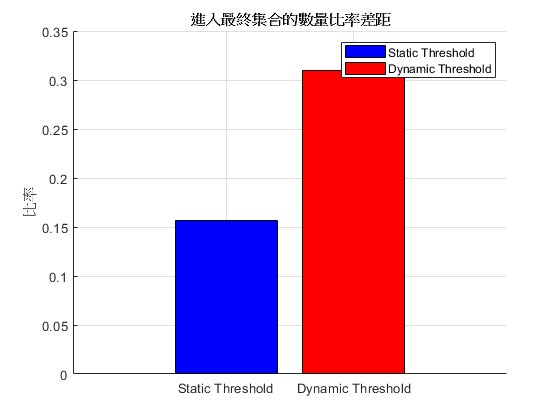 進入最終集合的數量比率差距
Static Threshold
Dynamic Threshold
比率
0.35
0.3
0.25
0.2
0.15
0.1
0.05
0
Static Threshold
Dynamic Threshold